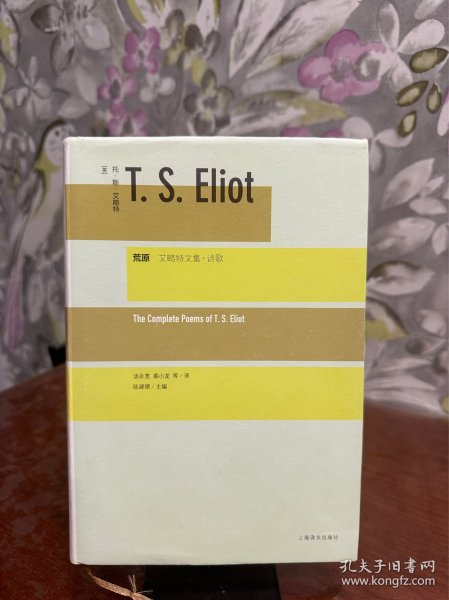 [英]
托·斯·艾略特
T. S. Eliot
荒原 艾略特文集·诗歌
The Complete Poems of T. S. Eliot
汤永宽 裘小龙 等/译
陆建德/主编
上海译文出版社
孔夫子旧书网
www.kongfz.com